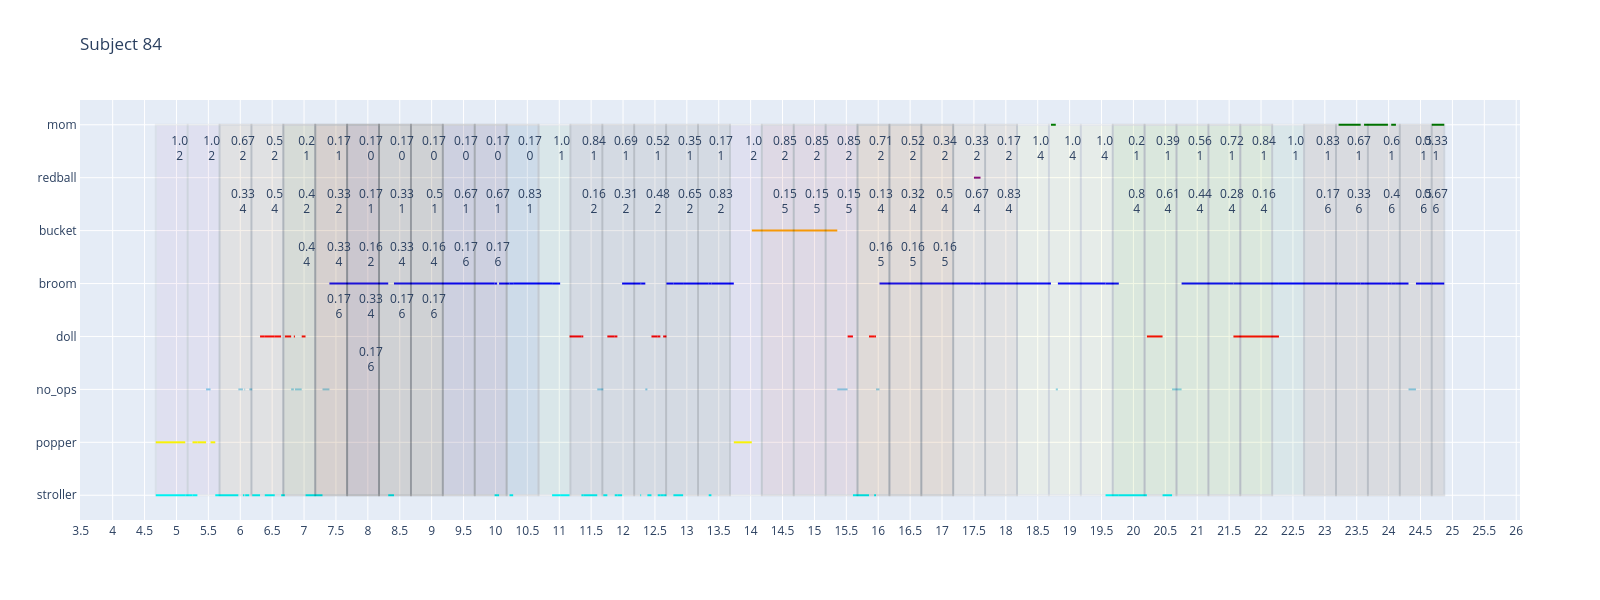 Subject 84
mom
1.0 1.0 0.67 0.5 0.2 0.17 0.17 0.17 0.17 0.17 0.17 0.17 1.0 0.84 0.69 0.52 0.35 0.17 1.0 0.85 0.85 0.85 0.71 0.52 0.34 0.33 0.17 1.0 1.0 1.0 0.2 0.39 0.56 0.72 0.84 1.0 0.83 0.67 0.6 0.5 0.33
2 2 2 2 1 1 0 0 0 0 0 0 1 1 1 1 1 1 2 2 2 2 2 2 2 2 2 4 4 4 1 1 1 1 1 1 1 1 1 1 1
redball
0.33 0.5 0.4 0.33 0.17 0.33 0.5 0.67 0.67 0.83 0.16 0.31 0.48 0.65 0.83 0.15 0.15 0.15 0.13 0.32 0.5 0.67 0.83 0.8 0.61 0.44 0.28 0.16 0.17 0.33 0.4 0.5 0.67
4 4 2 2 1 1 1 1 1 1 2 2 2 2 2 5 5 5 4 4 4 4 4 4 4 4 4 4 6 6 6 6 6
bucket
0.4 0.33 0.16 0.33 0.16 0.17 0.17 0.16 0.16 0.16
4 4 2 4 4 6 6 5 5 5
broom
0.17 0.33 0.17 0.17
6 4 6 6
doll
0.17
6
no_ops
popper
stroller
3.5 4 4.5 5 5.5 6 6.5 7 7.5 8 8.5 9 9.5 10 10.5 11 11.5 12 12.5 13 13.5 14 14.5 15 15.5 16 16.5 17 17.5 18 18.5 19 19.5 20 20.5 21 21.5 22 22.5 23 23.5 24 24.5 25 25.5 26